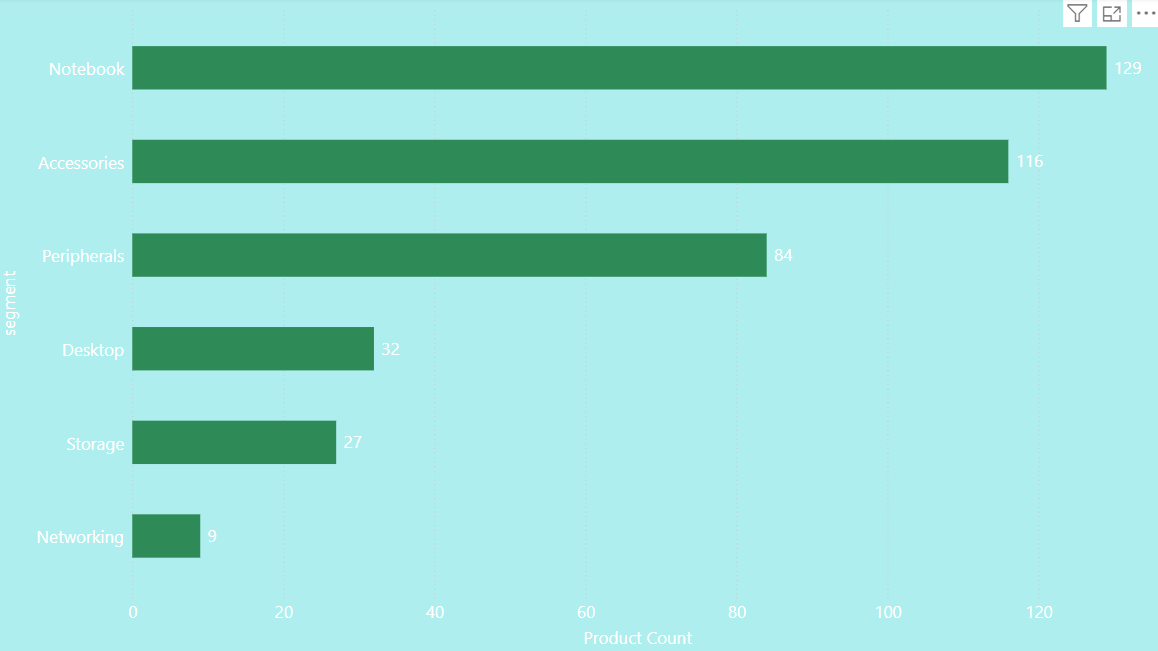 Notebook 129
Accessories 116
Peripherals 84
segment
Desktop 32
Storage 27
Networking 9
0 20 40 60 80 100 120
Product Count